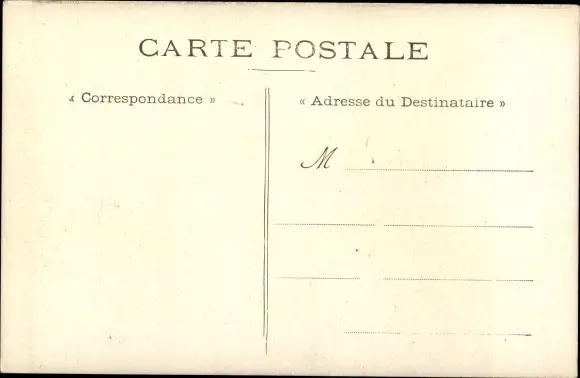 CARTE POSTALE
« Correspondance »
« Adresse du Destinataire »
M